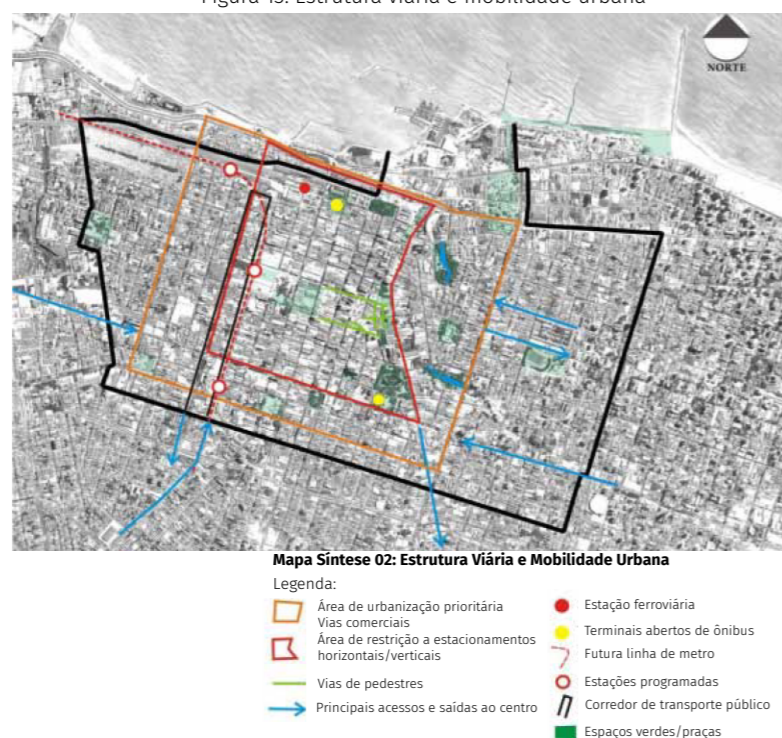 Figura 15: Estrutura viária e mobilidade urbana
NORTE
Mapa Síntese 02: Estrutura Viária e Mobilidade Urbana
Legenda:
Área de urbanização prioritária
Vias comerciais
Área de restrição a estacionamentos
horizontais/verticais
Vias de pedestres
Principais acessos e saídas ao centro
Estação ferroviária
Terminais abertos de ônibus
Futura linha de metro
Estações programadas
Corredor de transporte público
Espaços verdes/praças